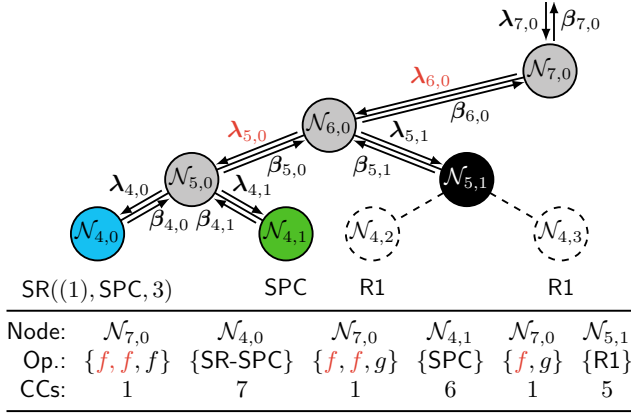 λ7,0 β7,0
N7,0
λ6,0
β6,0
N6,0
λ5,0 λ5,1
β5,0 β5,1
N5,0 N5,1
λ4,0 λ4,1
β4,0 β4,1
N4,0 N4,1 N4,2 N4,3
SR((1), SPC, 3) SPC R1 R1
Node: N7,0 N4,0 N7,0 N4,1 N7,0 N5,1
Op.: {f, f, f} {SR-SPC} {f, f, g} {SPC} {f, g} {R1}
CCs: 1 7 1 6 1 5